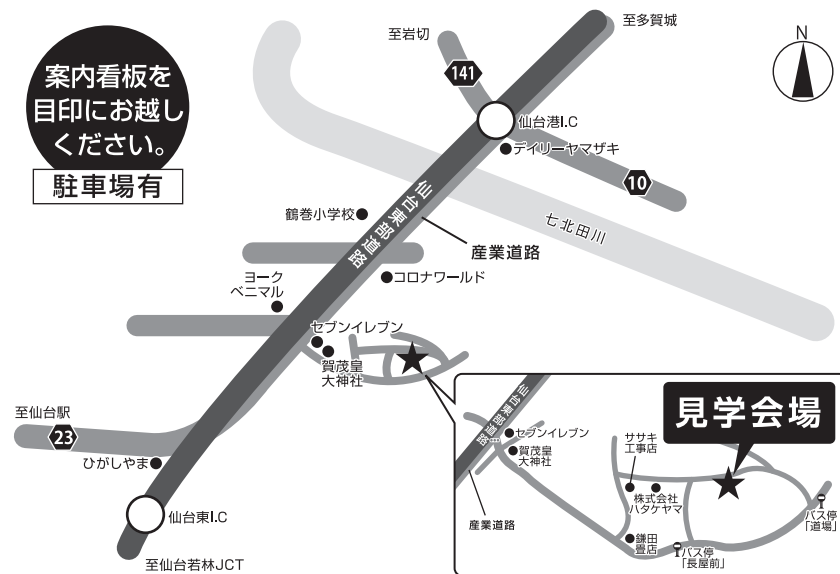 案内看板を
目印にお越し
ください。
駐車場有
至岩切
至多賀城
N
141
仙台港I.C
デイリーヤマザキ
10
鶴巻小学校
仙台東部道路
七北田川
産業道路
ヨーク
ベニマル
コロナワールド
セブンイレブン
賀茂皇
大神社
至仙台駅
23
ひがしやま
仙台東I.C
至仙台若林JCT
仙台東部道路
セブンイレブン
賀茂皇
大神社
産業道路
見学会場
ササキ
工事店
株式会社
ハタケヤマ
鎌田
畳店
バス停
「長屋前」
バス停
「道場」